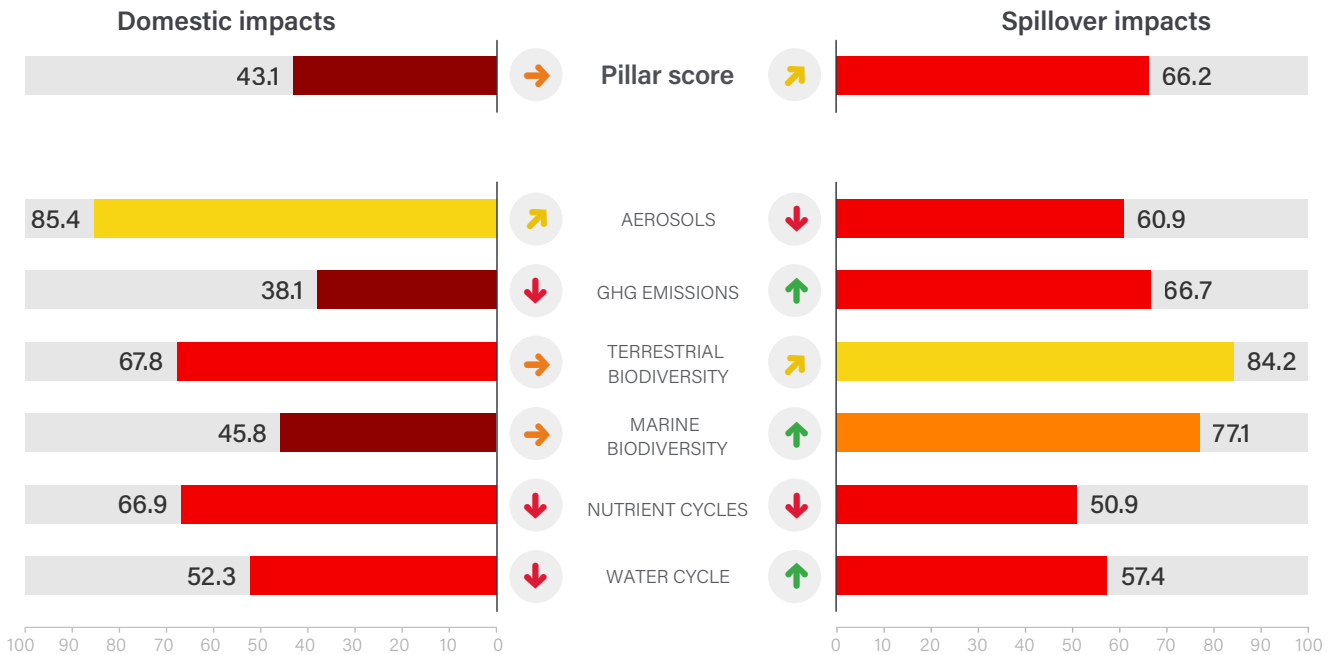 Domestic impacts
Spillover impacts
43.1
Pillar score
66.2
85.4
AEROSOLS
60.9
38.1
GHG EMISSIONS
66.7
67.8
TERRESTRIAL
BIODIVERSITY
84.2
45.8
MARINE
BIODIVERSITY
77.1
66.9
NUTRIENT CYCLES
50.9
52.3
WATER CYCLE
57.4
100 90 80 70 60 50 40 30 20 10 0
0 10 20 30 40 50 60 70 80 90 100